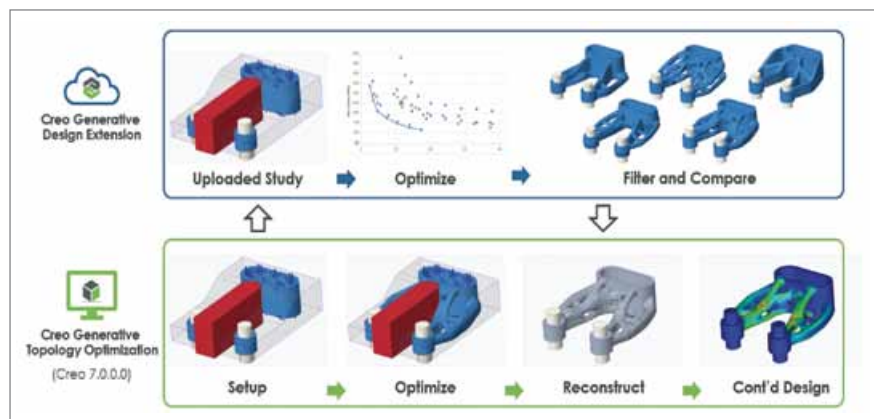 Creo Generative
Design Extension
Uploaded Study
Optimize
Filter and Compare
Creo Generative
Topology Optimization
(Creo 7.0.0.0)
Setup
Optimize
Reconstruct
Cont'd Design